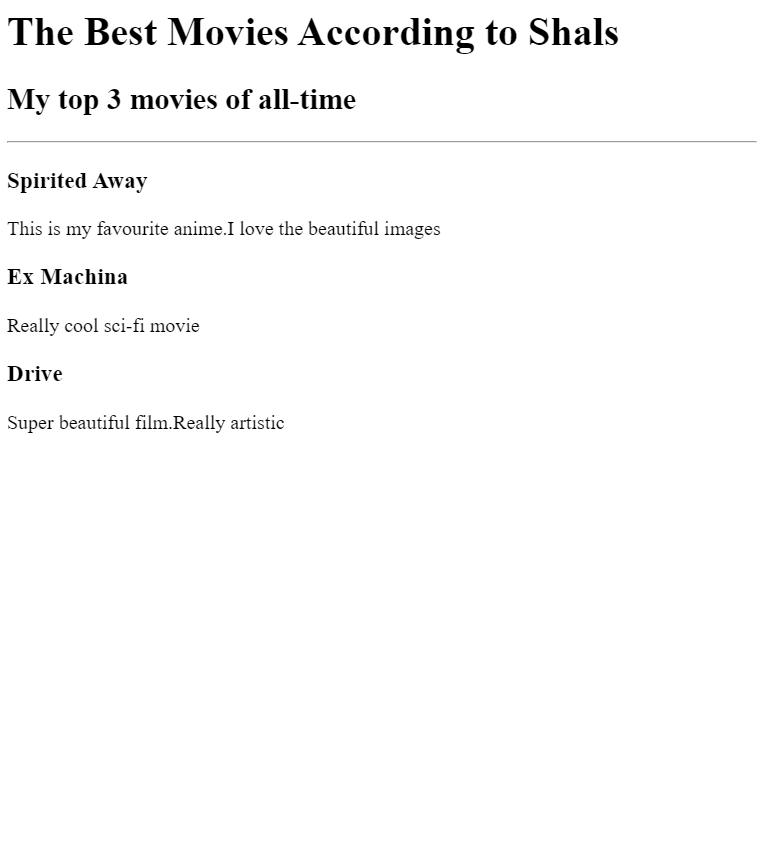 The Best Movies According to Shals
My top 3 movies of all-time
Spirited Away
This is my favourite anime.I love the beautiful images
Ex Machina
Really cool sci-fi movie
Drive
Super beautiful film.Really artistic